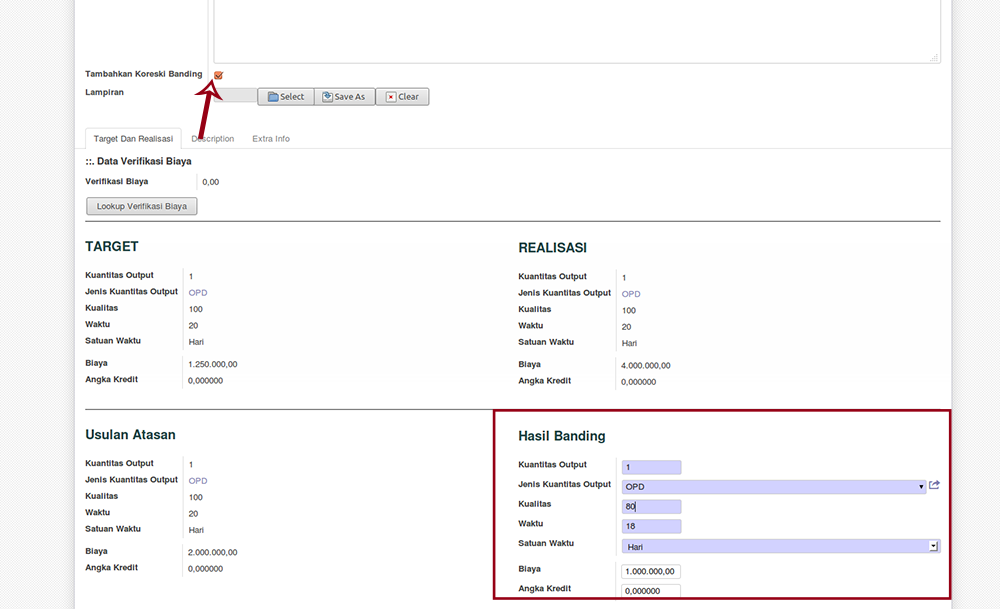 Tambahkan Koreski Banding
Lampiran Select Save As Clear
Target Dan Realisasi Description Extra Info
::. Data Verifikasi Biaya
Verifikasi Biaya 0,00
Lookup Verifikasi Biaya
TARGET
Kuantitas Output 1
Jenis Kuantitas Output OPD
Kualitas 100
Waktu 20
Satuan Waktu Hari
Biaya 1.250.000,00
Angka Kredit 0,000000
REALISASI
Kuantitas Output 1
Jenis Kuantitas Output OPD
Kualitas 100
Waktu 20
Satuan Waktu Hari
Biaya 4.000.000,00
Angka Kredit 0,000000
Usulan Atasan
Kuantitas Output 1
Jenis Kuantitas Output OPD
Kualitas 100
Waktu 20
Satuan Waktu Hari
Biaya 2.000.000,00
Angka Kredit 0,000000
Hasil Banding
Kuantitas Output 1
Jenis Kuantitas Output OPD
Kualitas 80
Waktu 18
Satuan Waktu Hari
Biaya 1.000.000,00
Angka Kredit 0,000000